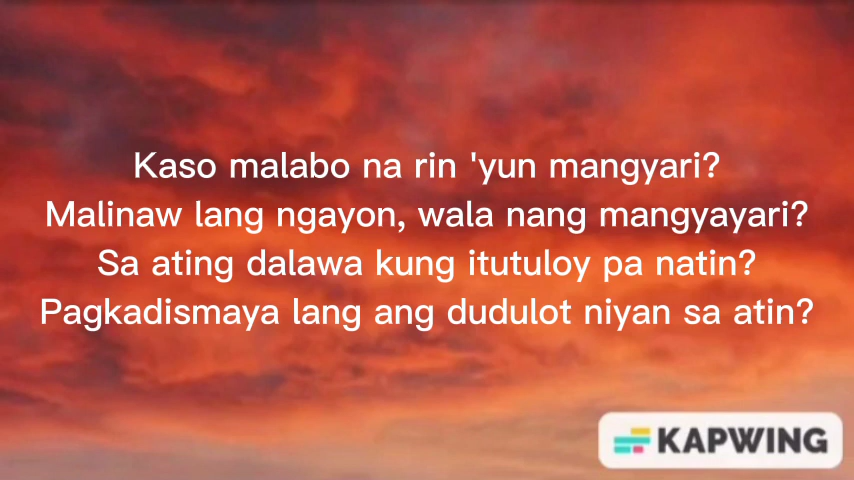 Kaso malabo na rin 'yun mangyari?
Malinaw lang ngayon, wala nang mangyayari?
Sa ating dalawa kung itutuloy pa natin?
Pagkadismaya lang ang dudulot niyan sa atin?
KAPWING